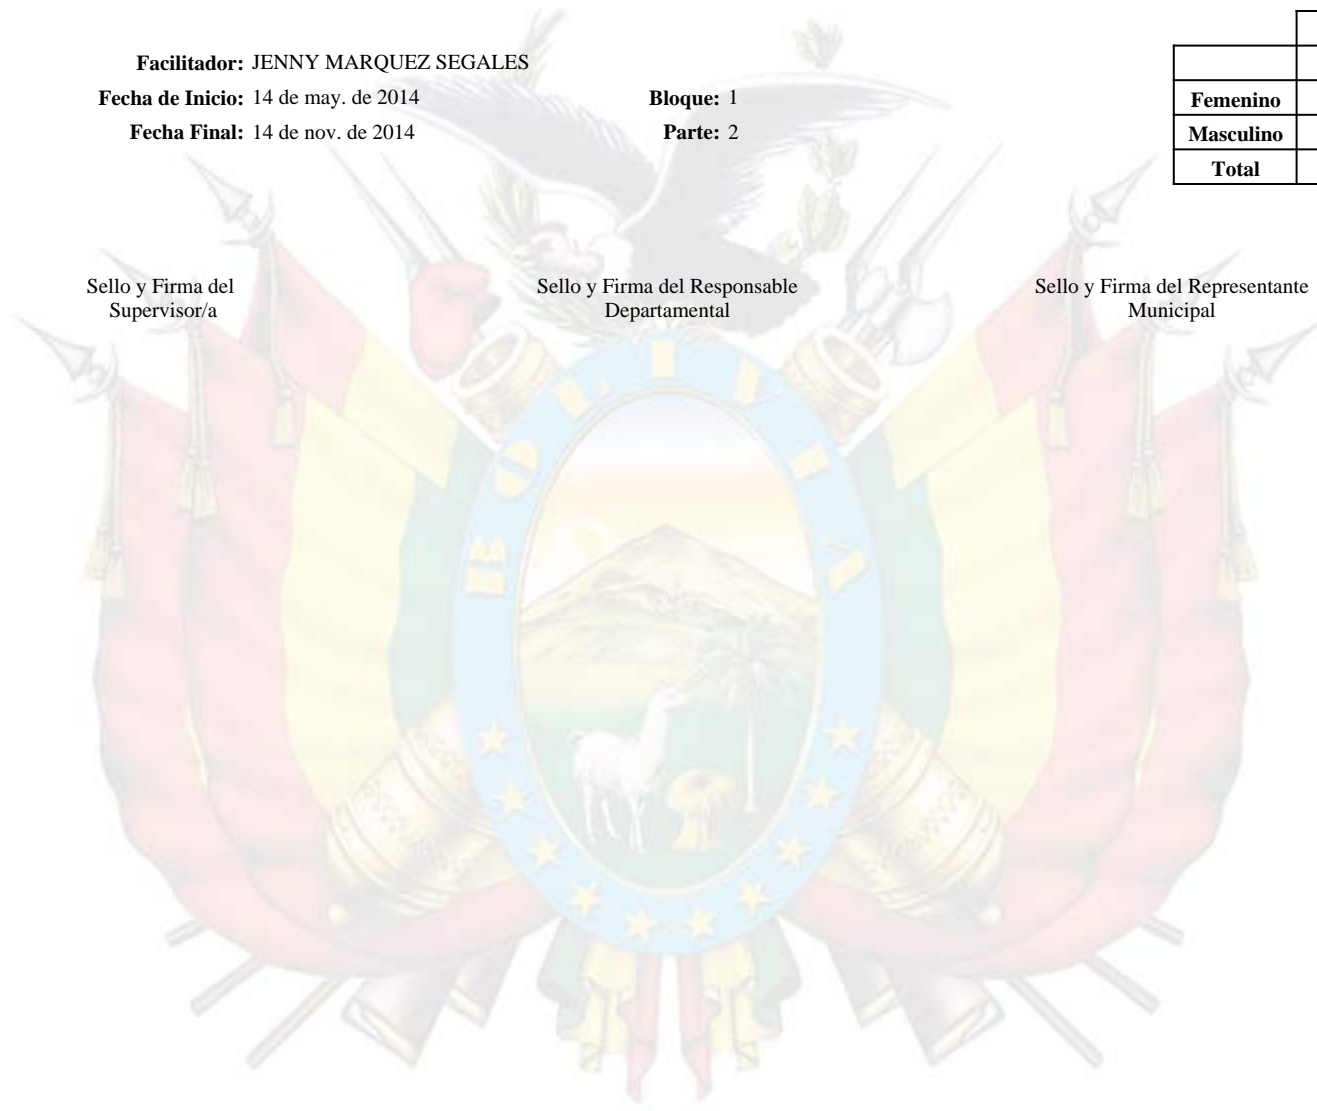 Facilitador: JENNY MARQUEZ SEGALES
Fecha de Inicio: 14 de may. de 2014
Bloque: 1
Fecha Final: 14 de nov. de 2014
Parte: 2
Femenino
Masculino
Total
Sello y Firma del
Supervisor/a
Sello y Firma del Responsable
Departamental
Sello y Firma del Representante
Municipal
BOLIVIA